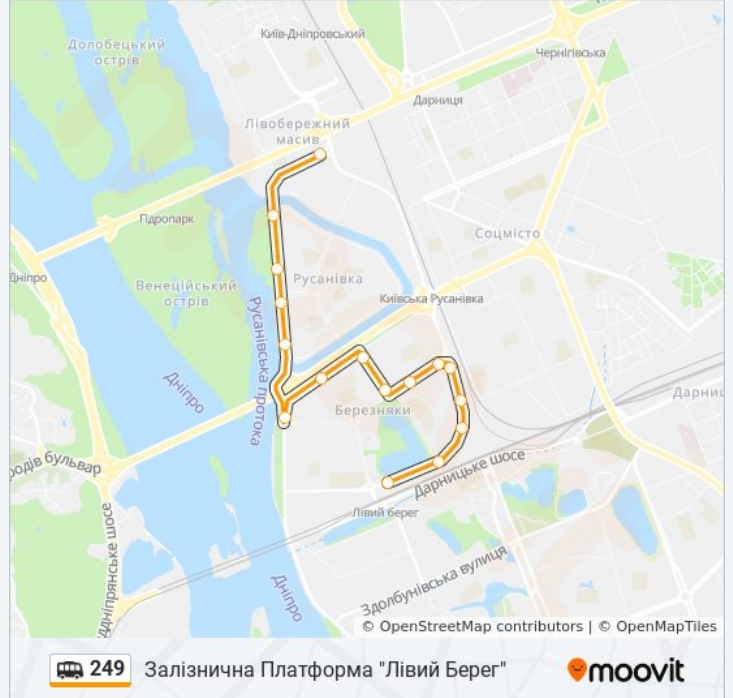 Київ-Дніпровський
Долобецький
острів
Чернігівська
Дарниця
Лівобережний
масив
Гідропарк
Соцмісто
Дніпро
Венеційський
острів
Русанівка
Київська Русанівка
Русанівська протока
Дніпро
Дарниц
Березняки
одів бульвар
Дарницьке шосе
Лівий берег
ддніпрянське шосе
Здолбунівська вулиця
Дніпро
© OpenStreetMap contributors | © OpenMapTiles
249 Залізнична Платформа "Лівий Берег"
moovit